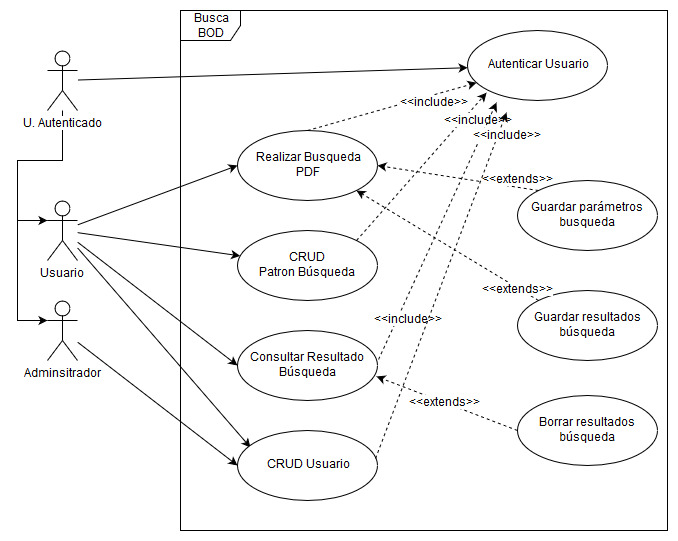 Busca
BOD
Autenticar Usuario
U. Autenticado
<<include>>
<<include>>
<<include>>
Realizar Busqueda
PDF
<<extends>>
Guardar parámetros
busqueda
Usuario
CRUD
Patron Búsqueda
<<extends>>
Guardar resultados
búsqueda
<<include>>
Adminsitrador
Consultar Resultado
Búsqueda
<<extends>>
Borrar resultados
búsqueda
CRUD Usuario